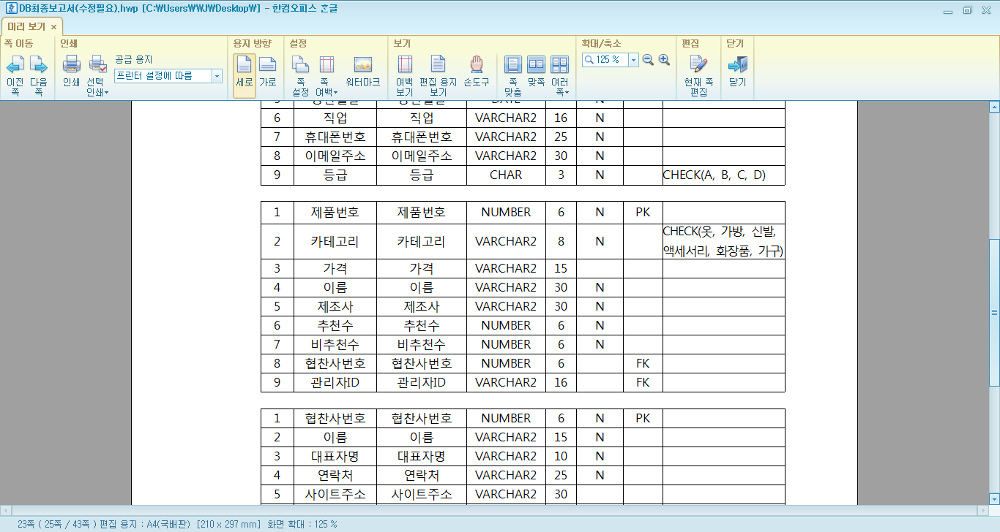 DB최종보고서(수정필요).hwp [C:₩Users₩WJ₩Desktop₩] - 한컴오피스 한글
미리 보기 ×
쪽 이동 인쇄 용지 방향 설정 보기 확대/축소 편집 닫기
이전 쪽 다음 쪽 인쇄 선택 인쇄 공급 용지 프린터 설정에 따름 세로 가로 쪽 설정 쪽 여백 워터마크 여백 보기 편집 용지 보기 손도구 쪽 맞춤 맞쪽 여러 쪽 125 % 현재 쪽 편집 닫기
6 직업 직업 VARCHAR2 16 N
7 휴대폰번호 휴대폰번호 VARCHAR2 25 N
8 이메일주소 이메일주소 VARCHAR2 30 N
9 등급 등급 CHAR 3 N CHECK(A, B, C, D)
1 제품번호 제품번호 NUMBER 6 N PK
2 카테고리 카테고리 VARCHAR2 8 N CHECK(옷, 가방, 신발,
액세서리, 화장품, 가구)
3 가격 가격 VARCHAR2 15
4 이름 이름 VARCHAR2 30 N
5 제조사 제조사 VARCHAR2 30 N
6 추천수 추천수 NUMBER 6 N
7 비추천수 비추천수 NUMBER 6 N
8 협찬사번호 협찬사번호 NUMBER 6 FK
9 관리자ID 관리자ID VARCHAR2 16 FK
1 협찬사번호 협찬사번호 NUMBER 6 N PK
2 이름 이름 VARCHAR2 15 N
3 대표자명 대표자명 VARCHAR2 10 N
4 연락처 연락처 VARCHAR2 25 N
5 사이트주소 사이트주소 VARCHAR2 30
23쪽 ( 25쪽 / 43쪽 ) 편집 용지 : A4(국배판) [210 x 297 mm] 화면 확대 : 125 %